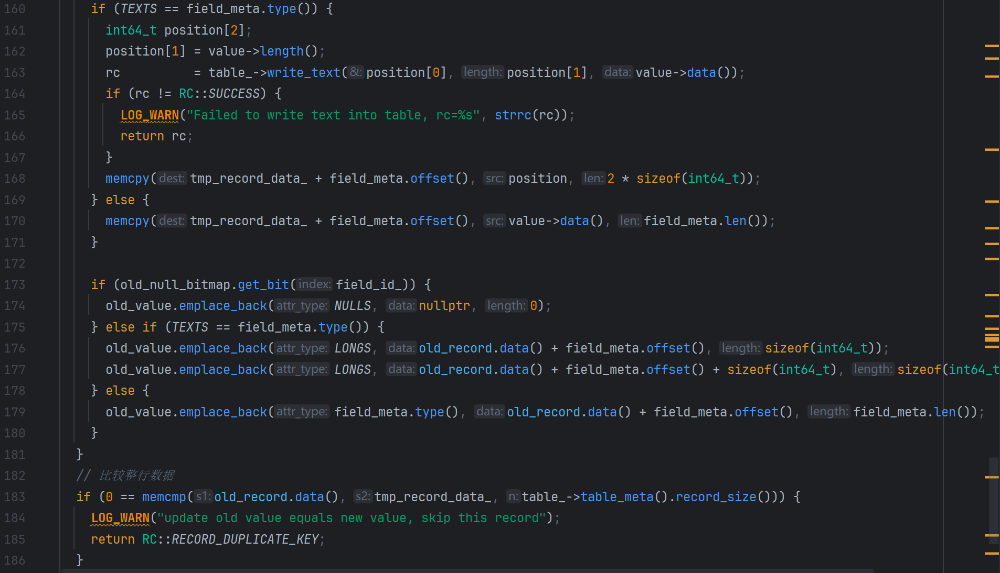 160 if (TEXTS == field_meta.type()) {
161 int64_t position[2];
162 position[1] = value->length();
163 rc = table_->write_text(&: position[0], length: position[1], data: value->data());
164 if (rc != RC::SUCCESS) {
165 LOG_WARN("Failed to write text into table, rc=%s", strrc(rc));
166 return rc;
167 }
168 memcpy(dest: tmp_record_data_ + field_meta.offset(), src: position, len: 2 * sizeof(int64_t));
169 } else {
170 memcpy(dest: tmp_record_data_ + field_meta.offset(), src: value->data(), len: field_meta.len());
171 }
172
173 if (old_null_bitmap.get_bit(index: field_id_)) {
174 old_value.emplace_back(attr_type: NULLS, data: nullptr, length: 0);
175 } else if (TEXTS == field_meta.type()) {
176 old_value.emplace_back(attr_type: LONGS, data: old_record.data() + field_meta.offset(), length: sizeof(int64_t));
177 old_value.emplace_back(attr_type: LONGS, data: old_record.data() + field_meta.offset() + sizeof(int64_t), length: sizeof(int64_t
178 } else {
179 old_value.emplace_back(attr_type: field_meta.type(), data: old_record.data() + field_meta.offset(), length: field_meta.len());
180 }
181 }
182 // 比较整行数据
183 if (0 == memcmp(s1: old_record.data(), s2: tmp_record_data_, n: table_->table_meta().record_size())) {
184 LOG_WARN("update old value equals new value, skip this record");
185 return RC::RECORD_DUPLICATE_KEY;
186 }